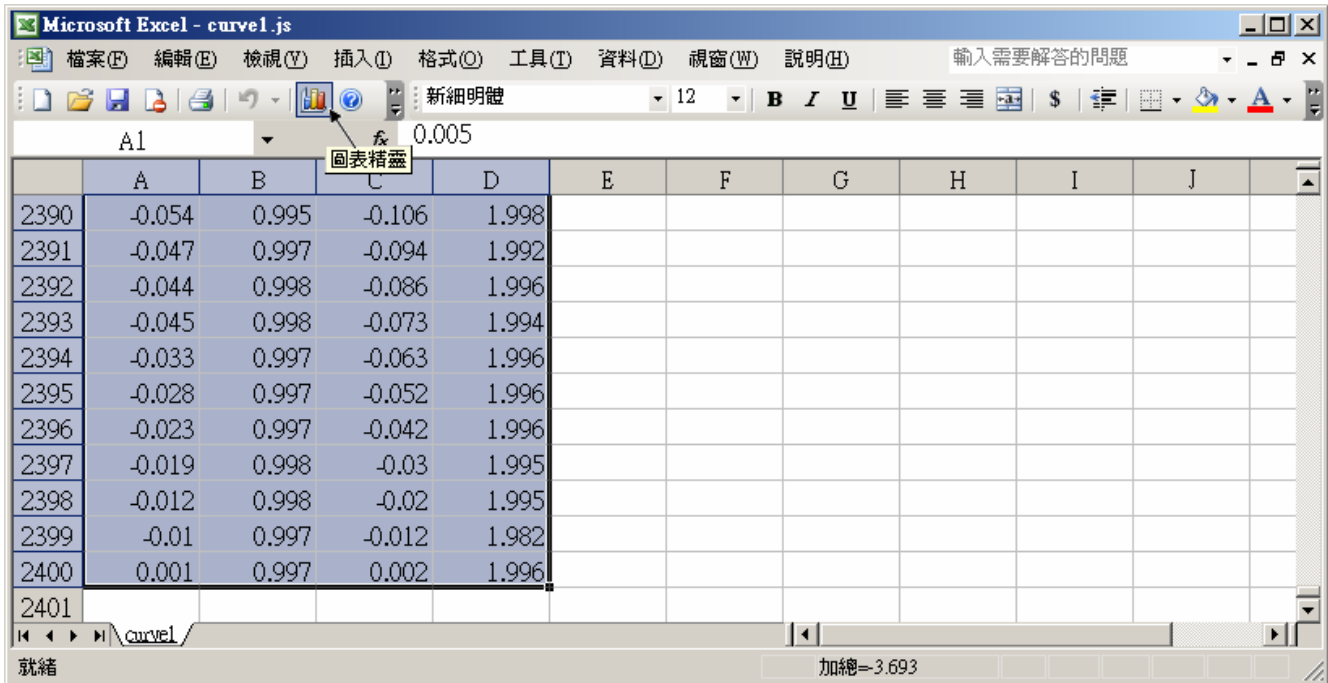 Microsoft Excel - curve1.js
檔案(F) 編輯(E) 檢視(V) 插入(I) 格式(O) 工具(T) 資料(D) 視窗(W) 說明(H) 輸入需要解答的問題
新細明體 12 B I U $ A
A1 fx 0.005
圖表精靈
A B C D E F G H I J
2390 -0.054 0.995 -0.106 1.998
2391 -0.047 0.997 -0.094 1.992
2392 -0.044 0.998 -0.086 1.996
2393 -0.045 0.998 -0.073 1.994
2394 -0.033 0.997 -0.063 1.996
2395 -0.028 0.997 -0.052 1.996
2396 -0.023 0.997 -0.042 1.996
2397 -0.019 0.998 -0.03 1.995
2398 -0.012 0.998 -0.02 1.995
2399 -0.01 0.997 -0.012 1.982
2400 0.001 0.997 0.002 1.996
2401
curve1
就緒 加總=-3.693